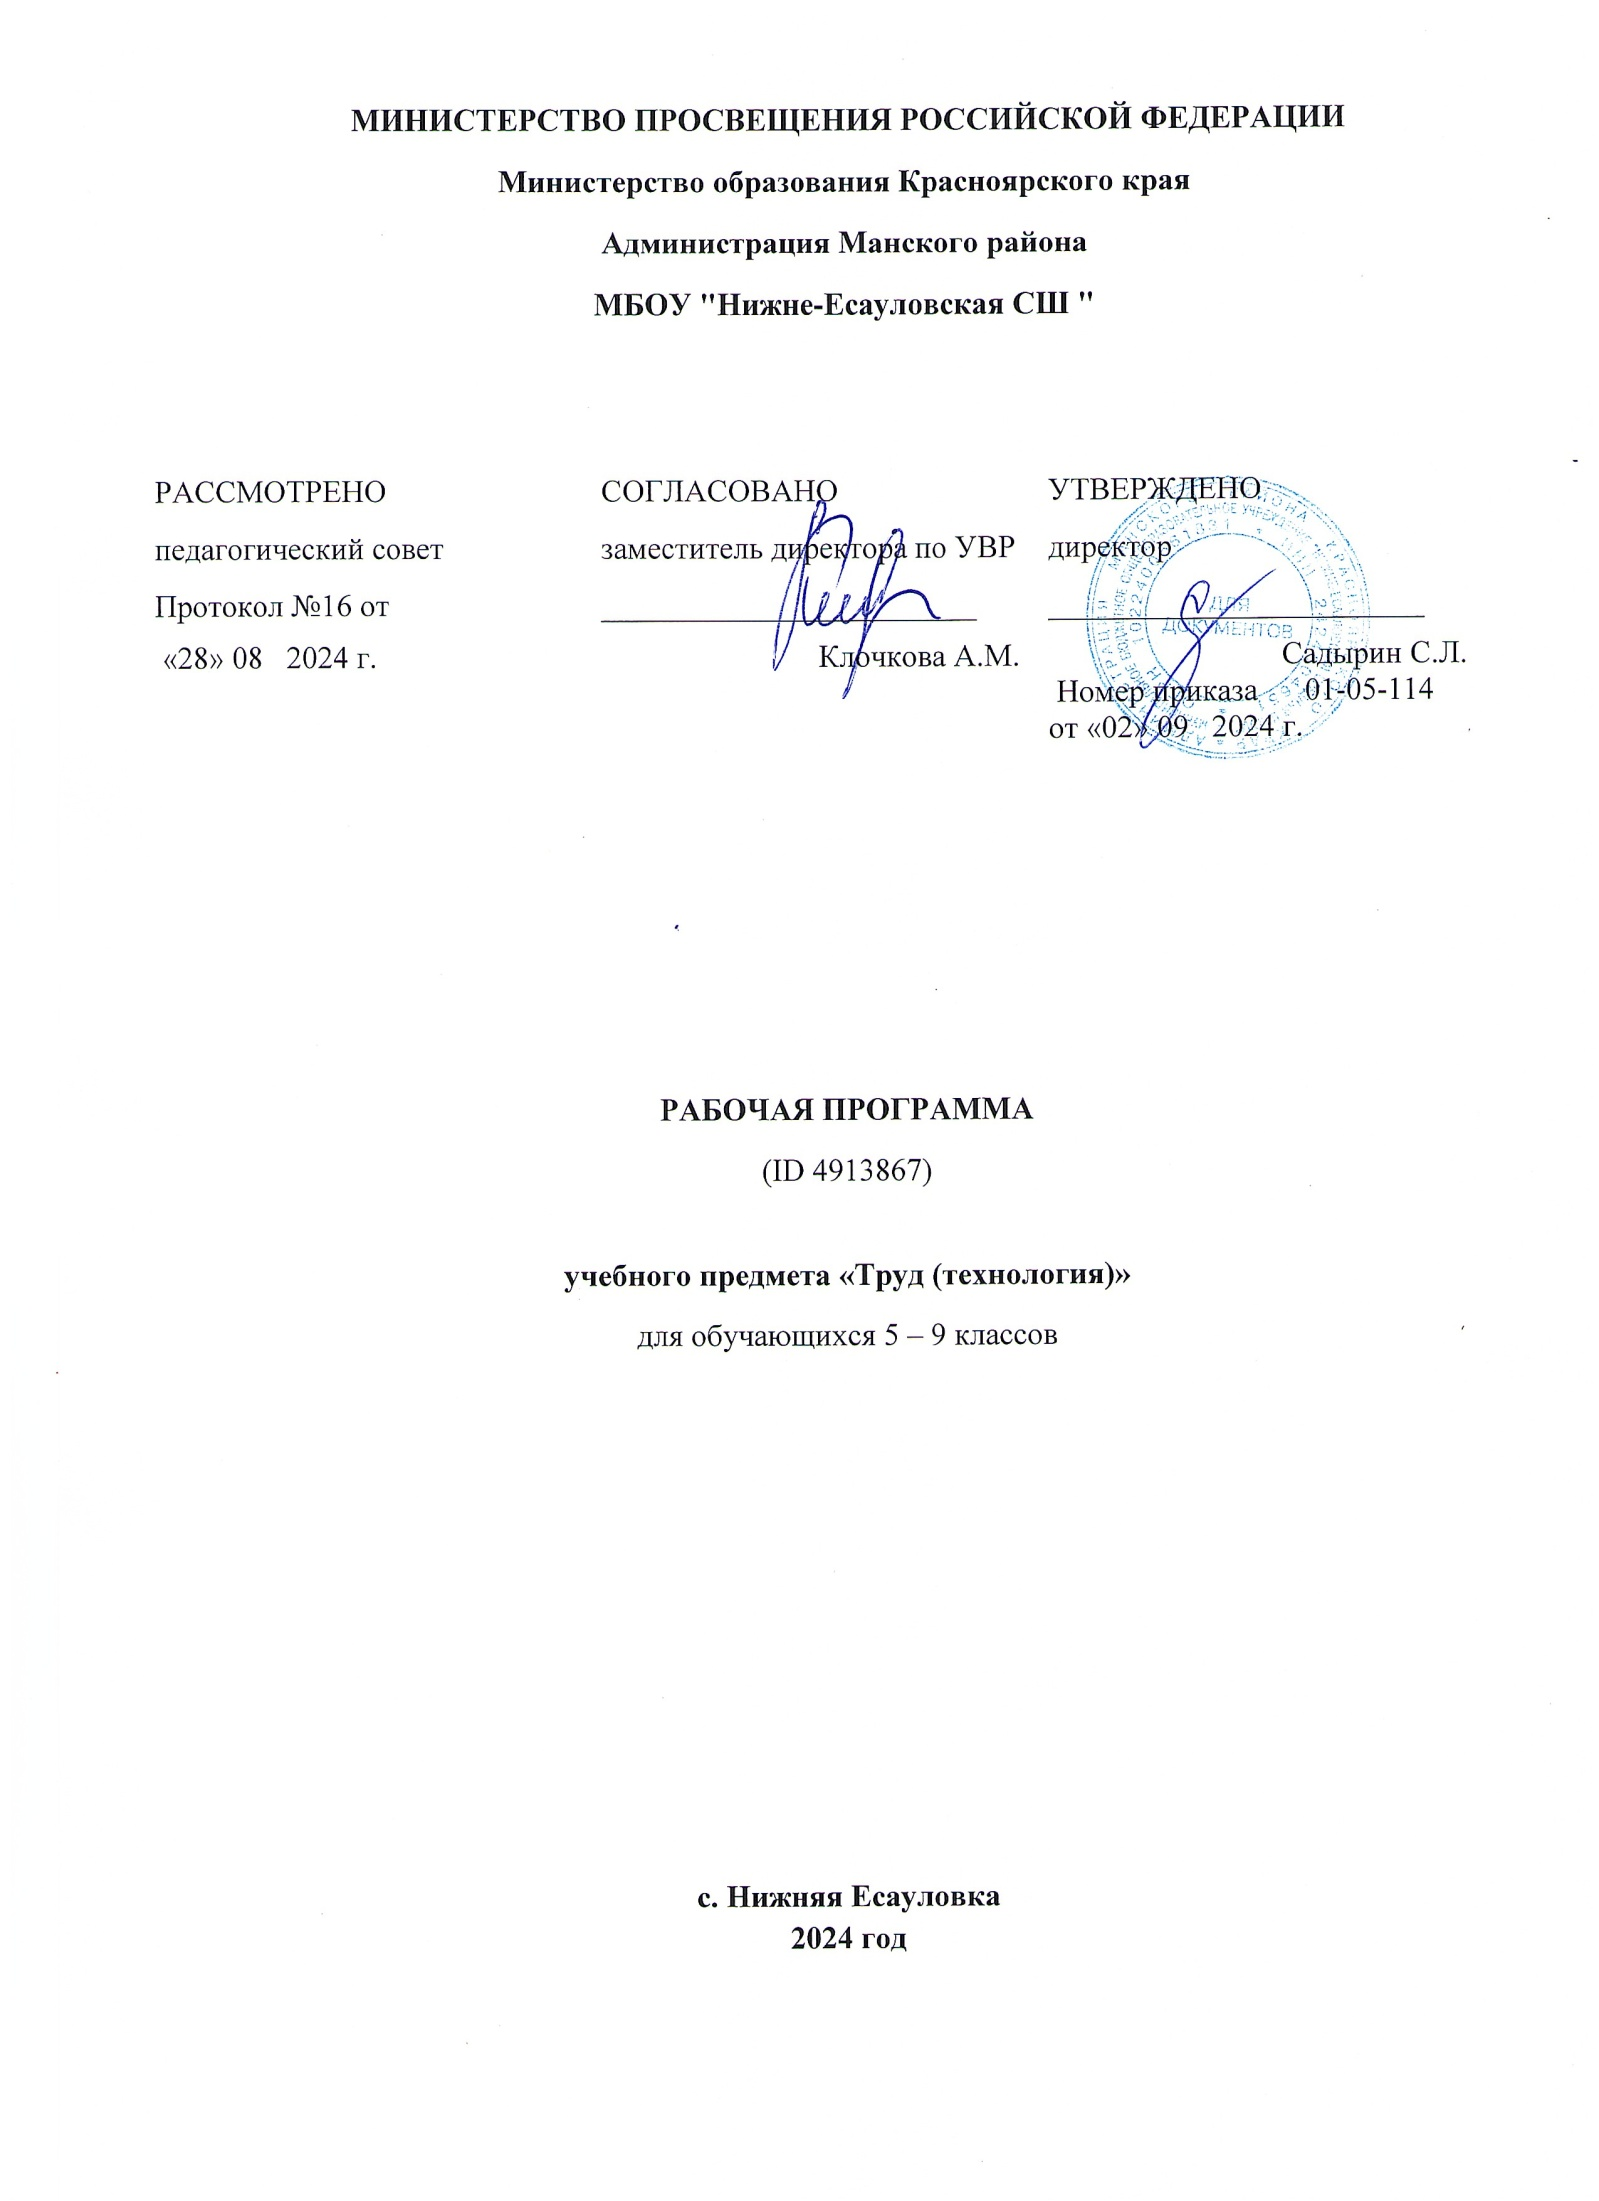 МИНИСТЕРСТВО ПРОСВЕЩЕНИЯ РОССИЙСКОЙ ФЕДЕРАЦИИ
Министерство образования Красноярского края
Администрация Манского района
МБОУ "Нижне-Есауловская СШ "
РАССМОТРЕНО
педагогический совет
Протокол №16 от
«28» 08 2024 г.
СОГЛАСОВАНО
заместитель директора по УВР
Клочкова А.М.
УТВЕРЖДЕНО
директор
Садырин С.Л.
Номер приказа 01-05-114
от «02» 09 2024 г.
ДЛЯ
ДОКУМЕНТОВ
РАБОЧАЯ ПРОГРАММА
(ID 4913867)
учебного предмета «Труд (технология)»
для обучающихся 5 – 9 классов
с. Нижняя Есауловка
2024 год